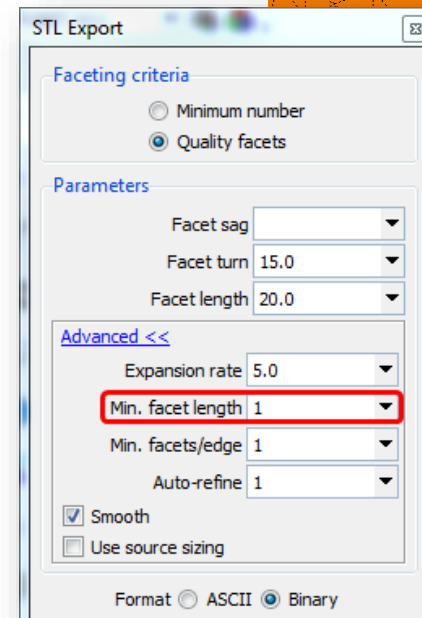 STL Export
Faceting criteria
Minimum number
Quality facets
Parameters
Facet sag
Facet turn 15.0
Facet length 20.0
Advanced <<
Expansion rate 5.0
Min. facet length 1
Min. facets/edge 1
Auto-refine 1
Smooth
Use source sizing
Format ASCII Binary